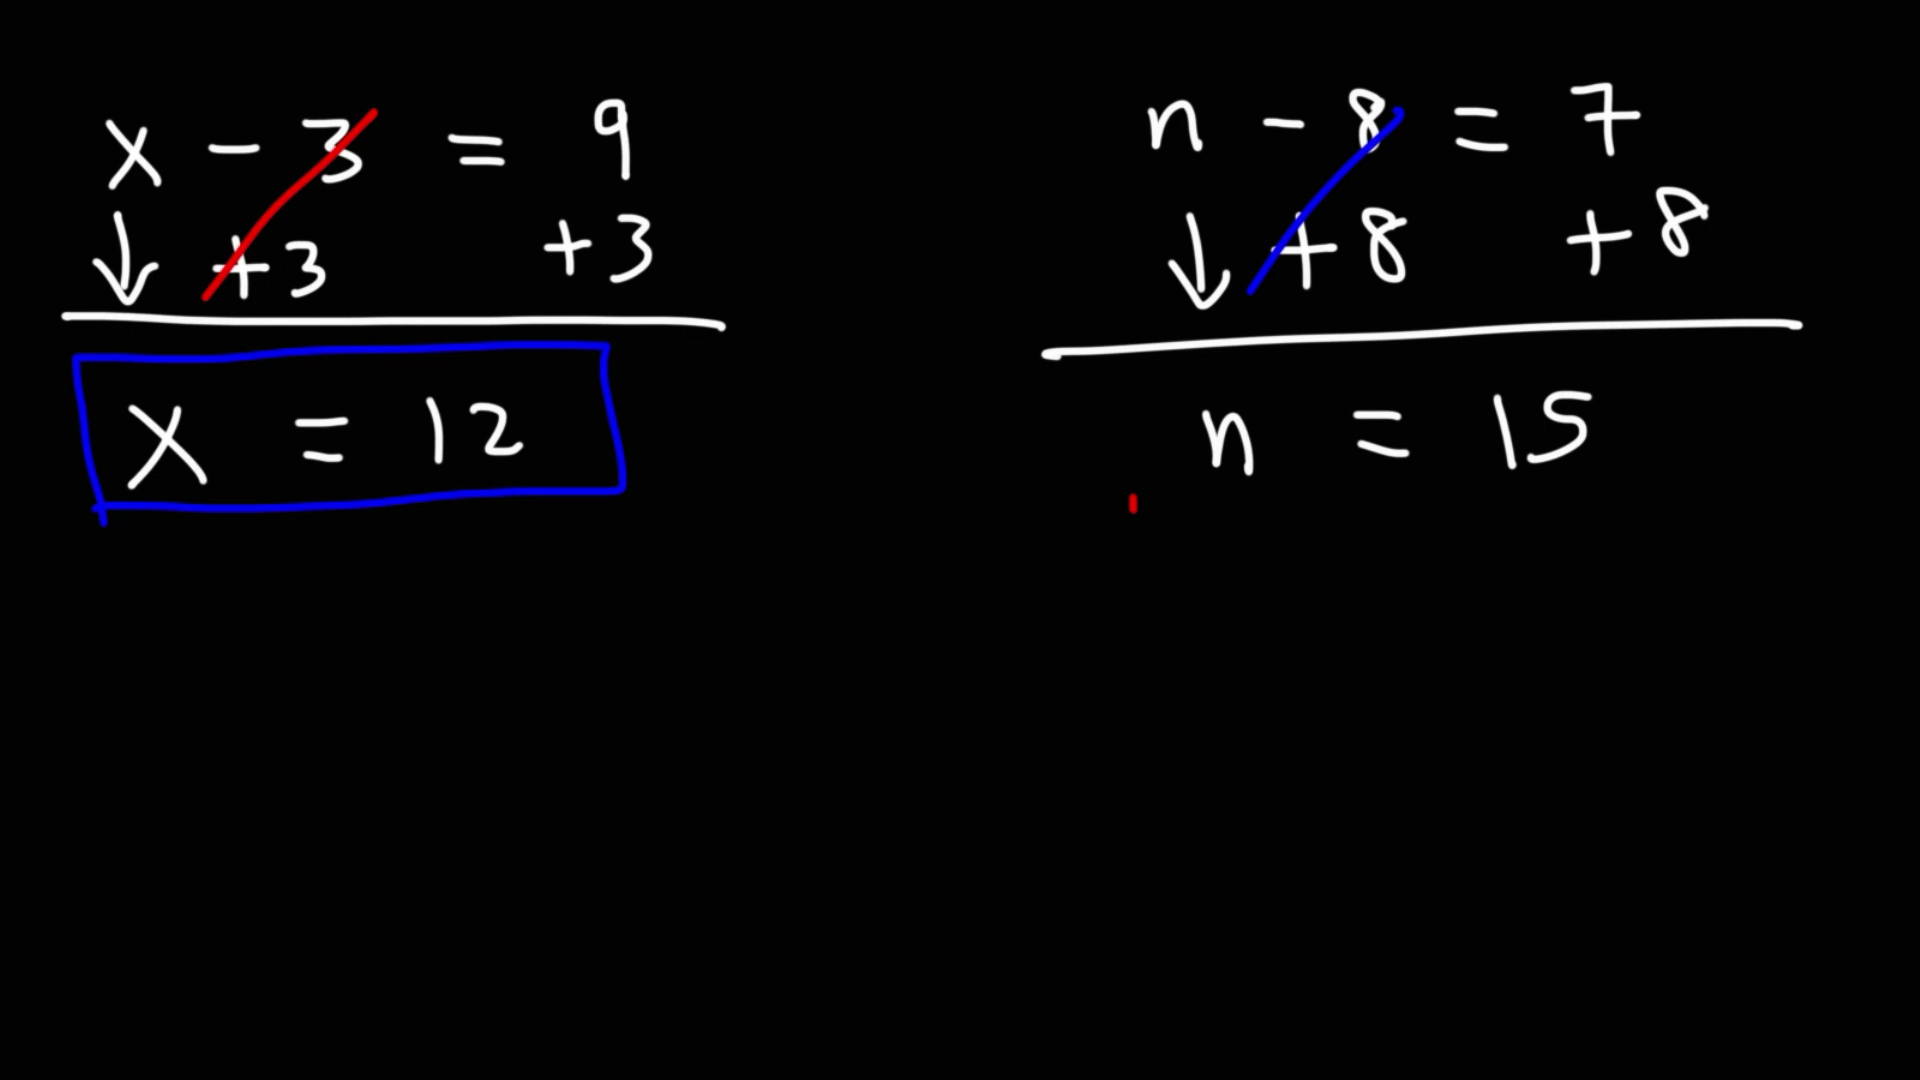 x - 3 = 9
+3 +3
x = 12
n - 8 = 7
+8 +8
n = 15